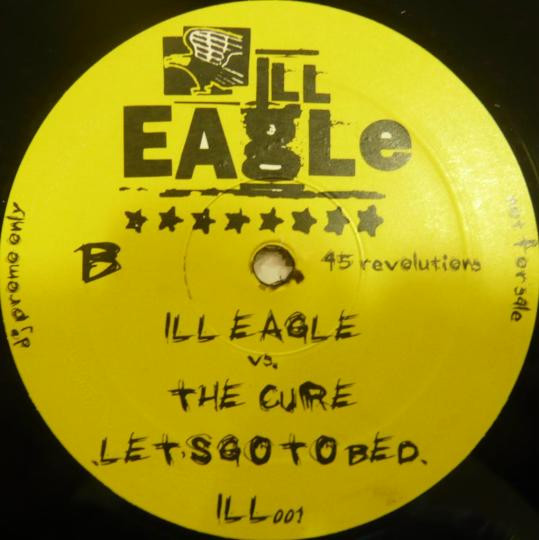 ILL
EAgLe
B
45 revolutions
dj promo only
not for sale
ILL EAGLE
vs.
THE CURE
.LETSGOTOBED.
ILL001